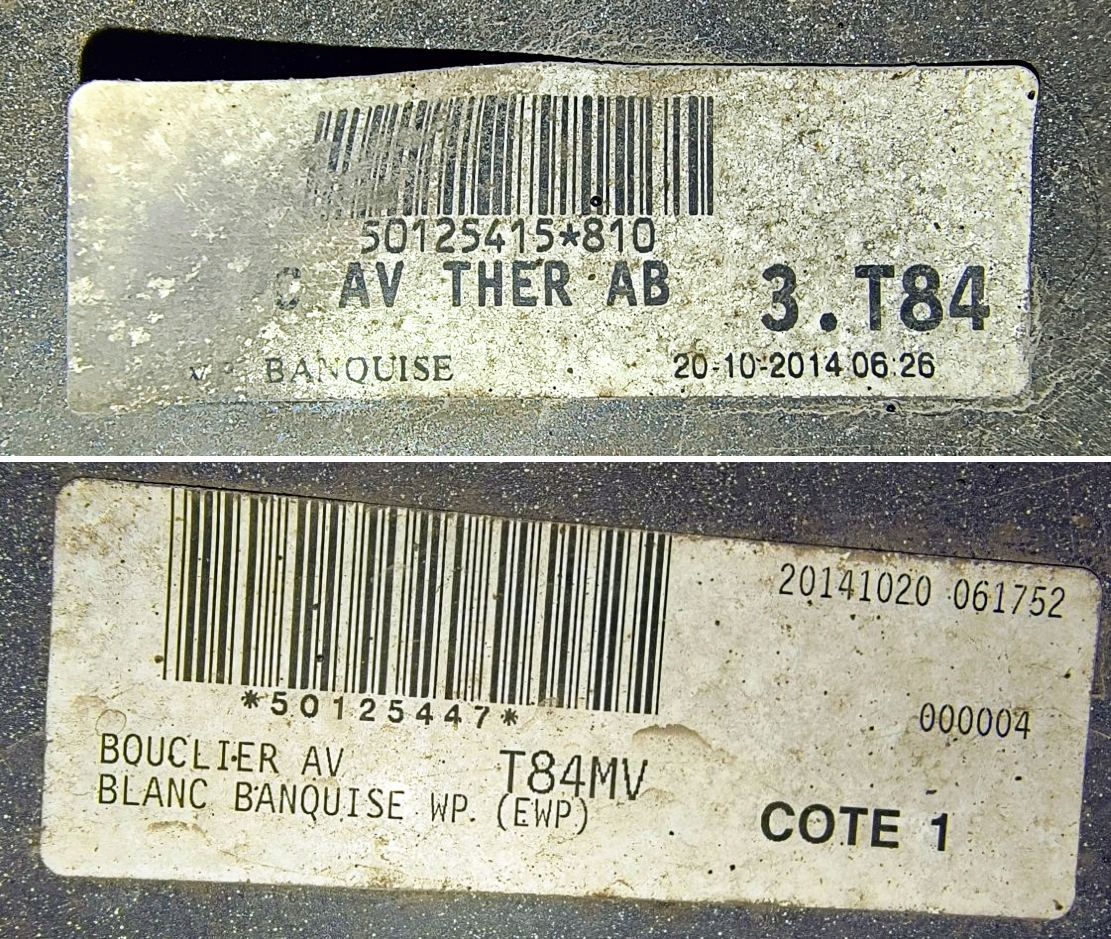 50125415*810
C AV THER AB
3.T84
BANQUISE
20-10-2014 06:26
20141020 061752
*50125447*
000004
BOUCLIER AV
T84MV
BLANC BANQUISE WP. (EWP)
COTE 1